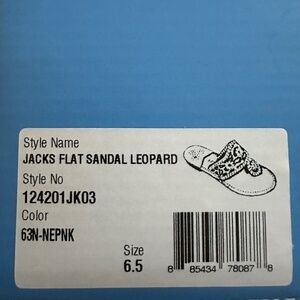 Style Name
JACKS FLAT SANDAL LEOPARD
Style No
124201JK03
Color
63N-NEPNK
Size
6.5
8 85434 78087 8